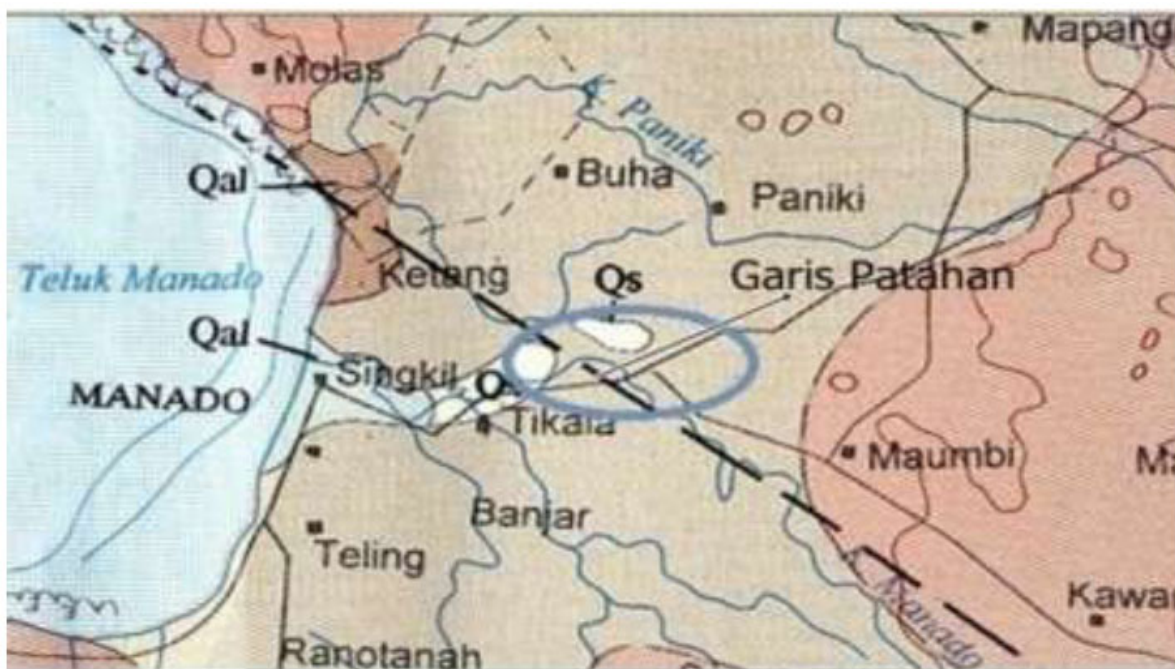 Mapang
Molas
Paniki
Qal
Buha
Paniki
Teluk Manado
Ketang
Qs
Garis Patahan
Qal
MANADO
Singkil
Q
Tikala
Maumbi
Banjar
Teling
Manado
Kawa
Ranotanah